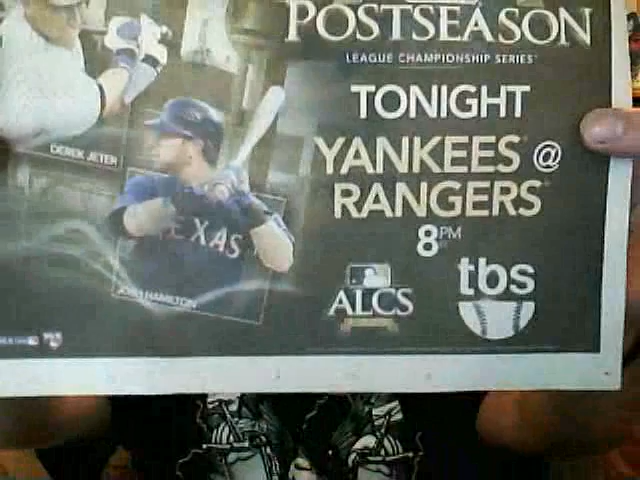 POSTSEASON
LEAGUE CHAMPIONSHIP SERIES
TONIGHT
YANKEES @
RANGERS
8PM
ALCS
tbs
DEREK JETER
TEXAS
JOSH HAMILTON